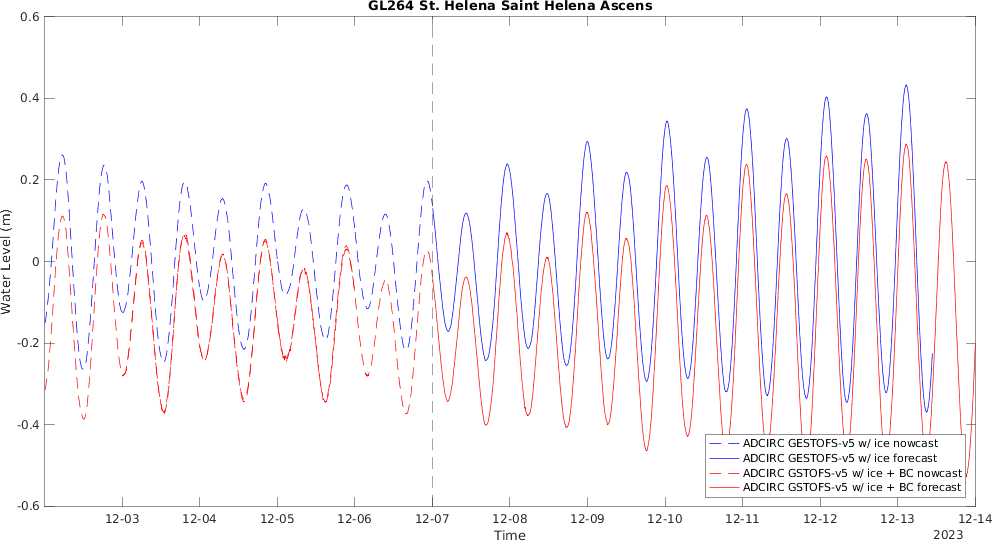 GL264 St. Helena Saint Helena Ascens
0.6
0.4
0.2
0
-0.2
-0.4
-0.6
Water Level (m)
12-03 12-04 12-05 12-06 12-07 12-08 12-09 12-10 12-11 12-12 12-13 12-14
Time
2023
ADCIRC GESTOFS-v5 w/ ice nowcast
ADCIRC GESTOFS-v5 w/ ice forecast
ADCIRC GSTOFS-v5 w/ ice + BC nowcast
ADCIRC GSTOFS-v5 w/ ice + BC forecast